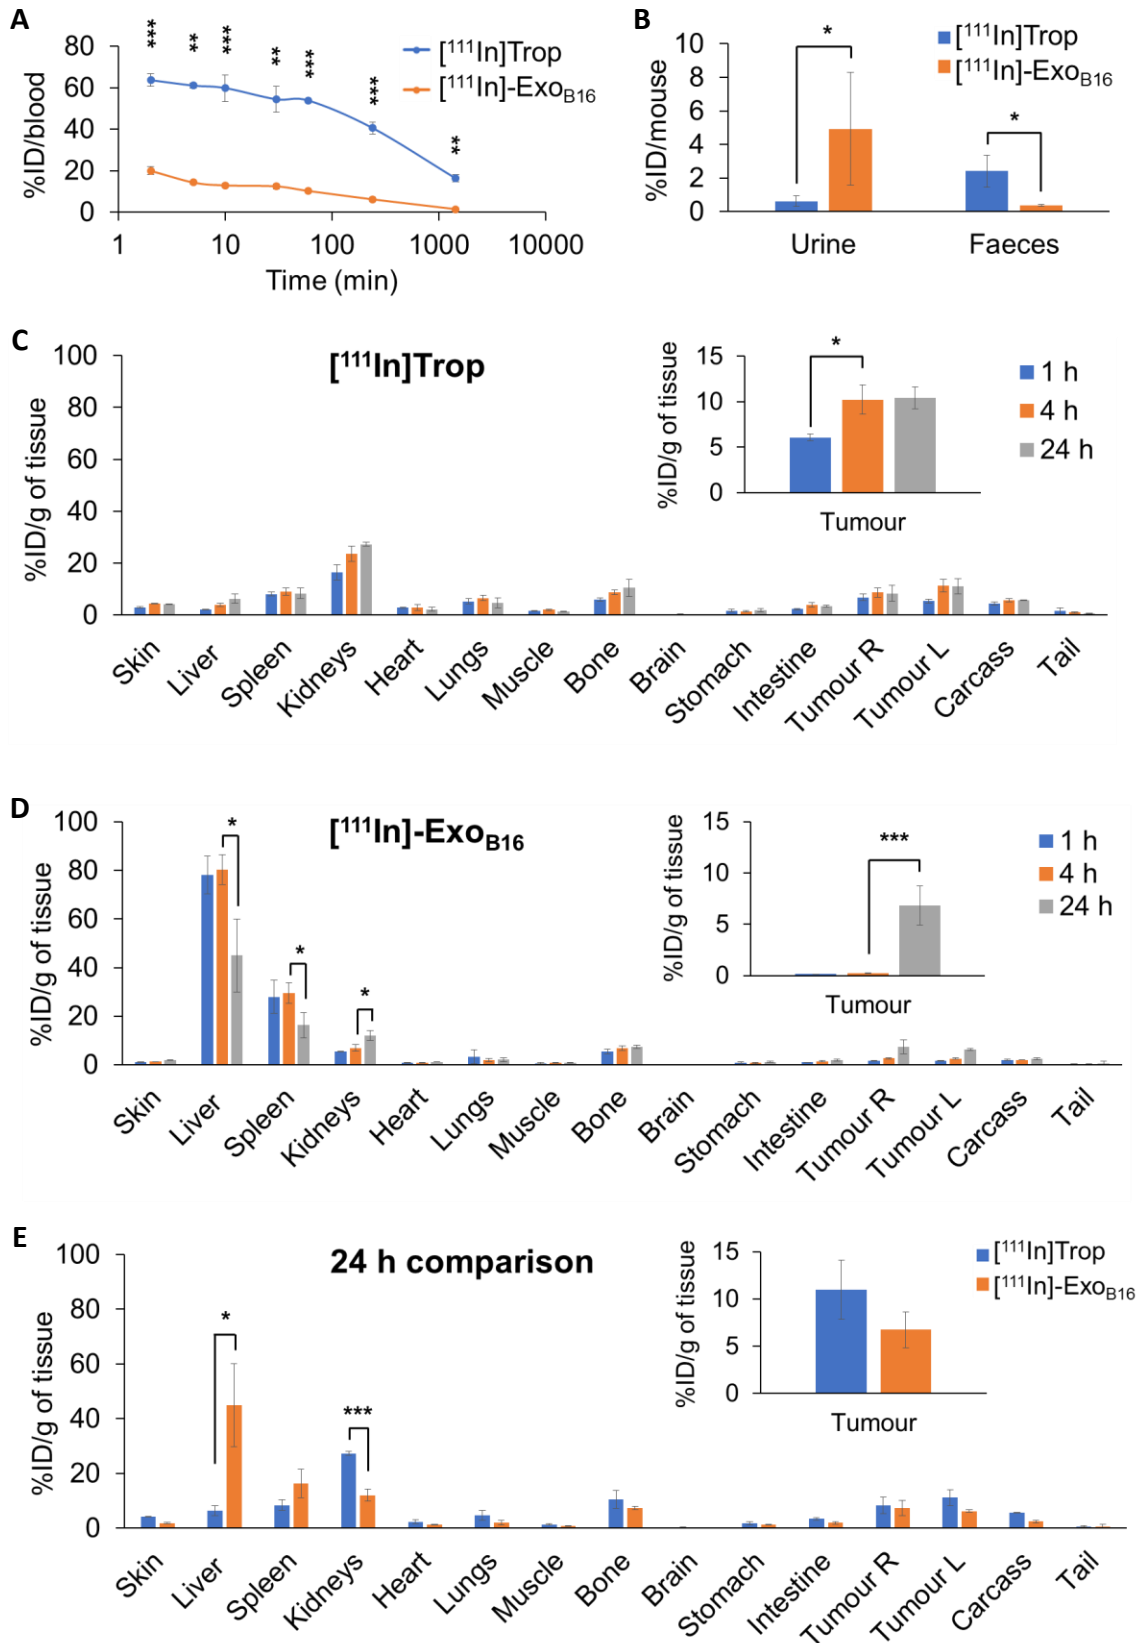 A
%ID/blood
80
60
40
20
0
*** ** *** ** *** *** **
[¹¹¹In]Trop
[¹¹¹In]-Exo_B16
1 10 100 1000 10000
Time (min)
B
%ID/mouse
10
8
6
4
2
0
* *
[¹¹¹In]Trop
[¹¹¹In]-Exo_B16
Urine Faeces
C
%ID/g of tissue
100
80
60
40
20
0
[¹¹¹In]Trop
%ID/g of tissue
15
10
5
0
*
Tumour
1 h
4 h
24 h
Skin Liver Spleen Kidneys Heart Lungs Muscle Bone Brain Stomach Intestine Tumour R Tumour L Carcass Tail
D
%ID/g of tissue
100
80
60
40
20
0
[¹¹¹In]-Exo_B16
* * *
%ID/g of tissue
15
10
5
0
***
Tumour
1 h
4 h
24 h
Skin Liver Spleen Kidneys Heart Lungs Muscle Bone Brain Stomach Intestine Tumour R Tumour L Carcass Tail
E
%ID/g of tissue
100
80
60
40
20
0
24 h comparison
* ***
%ID/g of tissue
15
10
5
0
Tumour
[¹¹¹In]Trop
[¹¹¹In]-Exo_B16
Skin Liver Spleen Kidneys Heart Lungs Muscle Bone Brain Stomach Intestine Tumour R Tumour L Carcass Tail